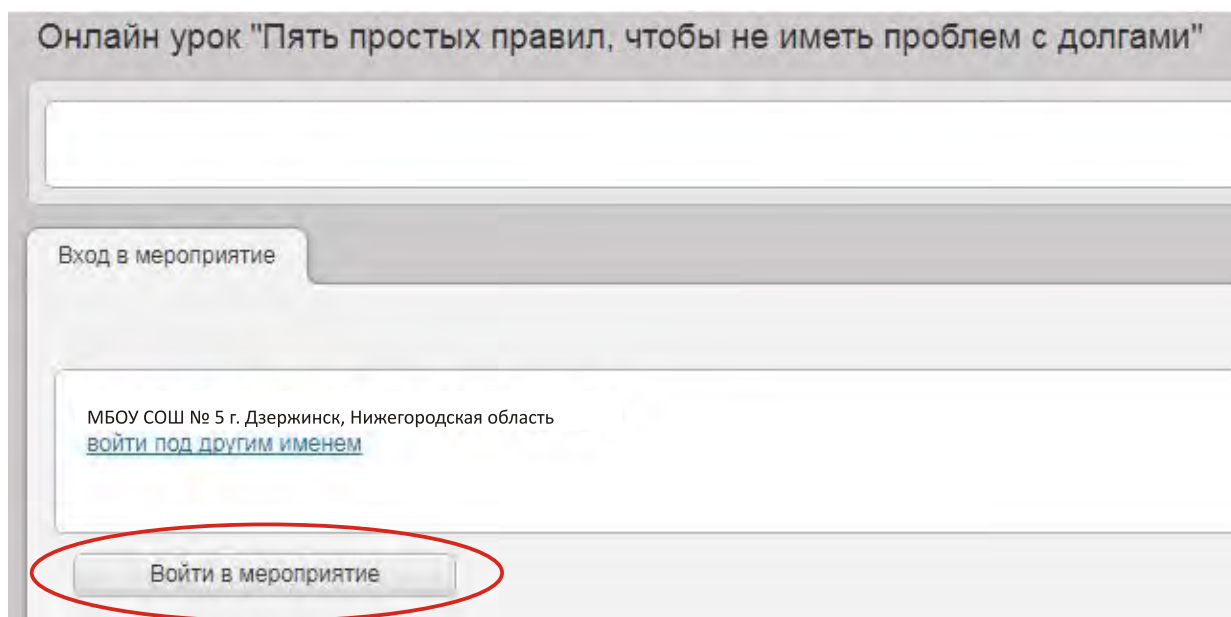 Онлайн урок "Пять простых правил, чтобы не иметь проблем с долгами"
Вход в мероприятие
МБОУ СОШ № 5 г. Дзержинск, Нижегородская область
войти под другим именем
Войти в мероприятие